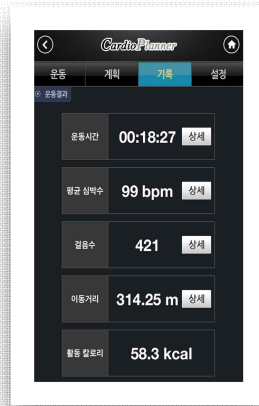 CardioPlanner
운동 계획 기록 설정
운동결과
운동시간 00:18:27 상세
평균 심박수 99 bpm 상세
걸음수 421 상세
이동거리 314.25 m 상세
활동 칼로리 58.3 kcal